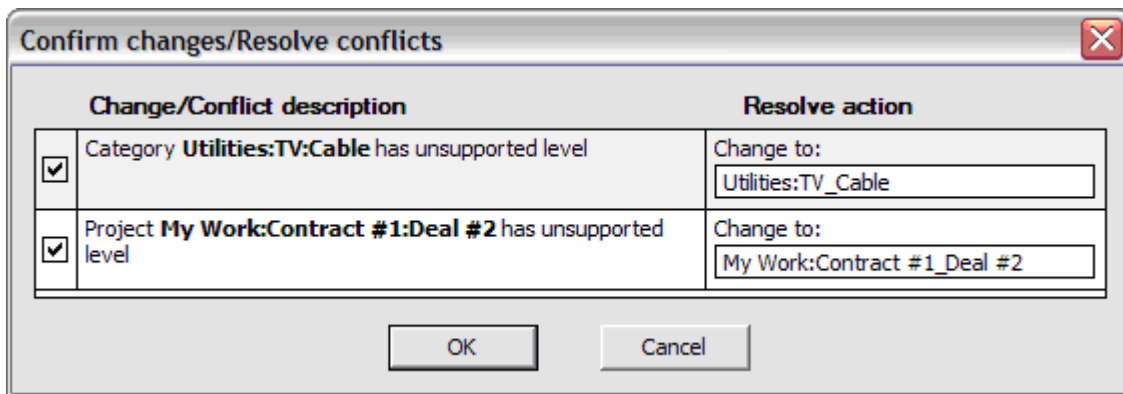 Confirm changes/Resolve conflicts
Change/Conflict description Resolve action
Category Utilities:TV:Cable has unsupported level
Change to:
Utilities:TV_Cable
Project My Work:Contract #1:Deal #2 has unsupported
level
Change to:
My Work:Contract #1_Deal #2
OK Cancel